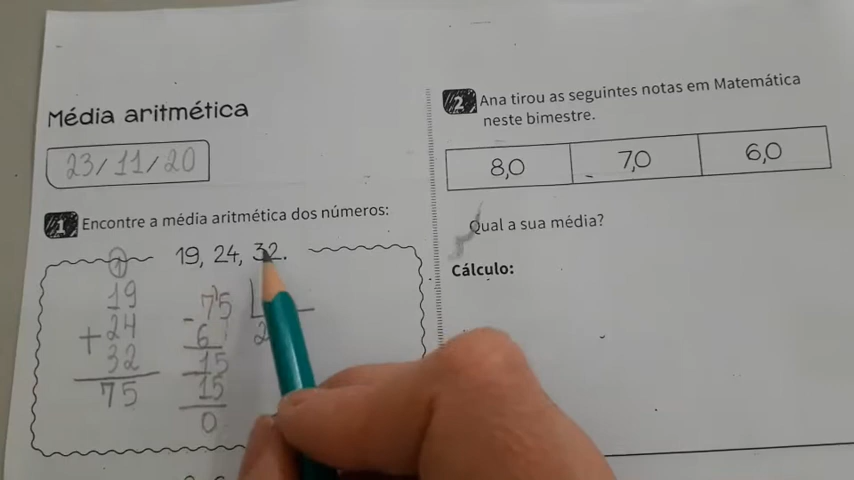 Média aritmética
23/11/20
1 Encontre a média aritmética dos números:
19, 24, 32.
1
19
+24
32
75
- 75
6
15
15
0
2
2 Ana tirou as seguintes notas em Matemática
neste bimestre.
8,0 7,0 6,0
Qual a sua média?
Cálculo: